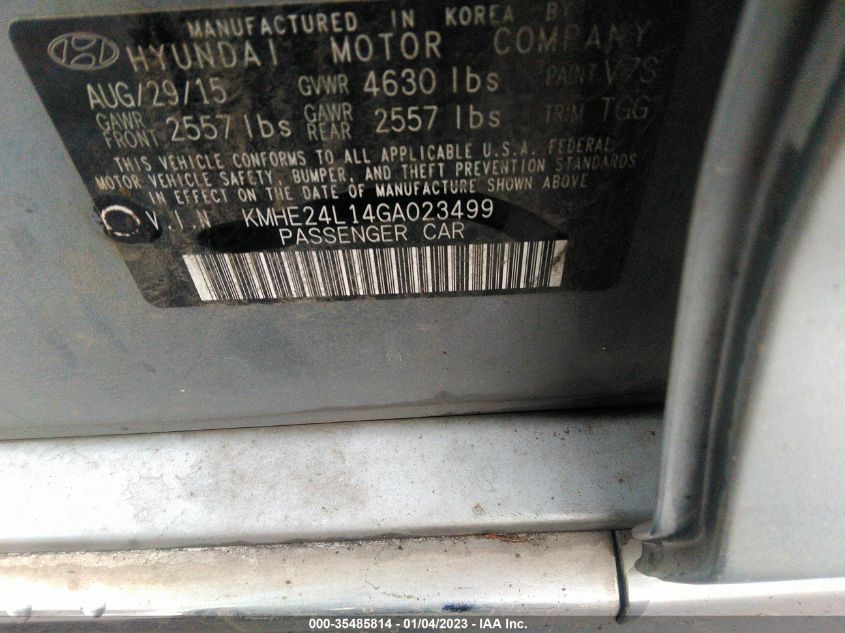 MANUFACTURED IN KOREA BY
HYUNDAI MOTOR COMPANY
AUG/29/15 GVWR 4630 lbs PAINT V7S
GAWR FRONT 2557 lbs GAWR REAR 2557 lbs TRIM TGG
THIS VEHICLE CONFORMS TO ALL APPLICABLE U.S.A. FEDERAL
MOTOR VEHICLE SAFETY, BUMPER, AND THEFT PREVENTION STANDARDS
IN EFFECT ON THE DATE OF MANUFACTURE SHOWN ABOVE
V.I.N KMHE24L14GA023499
PASSENGER CAR
000-35485814 - 01/04/2023 - IAA Inc.